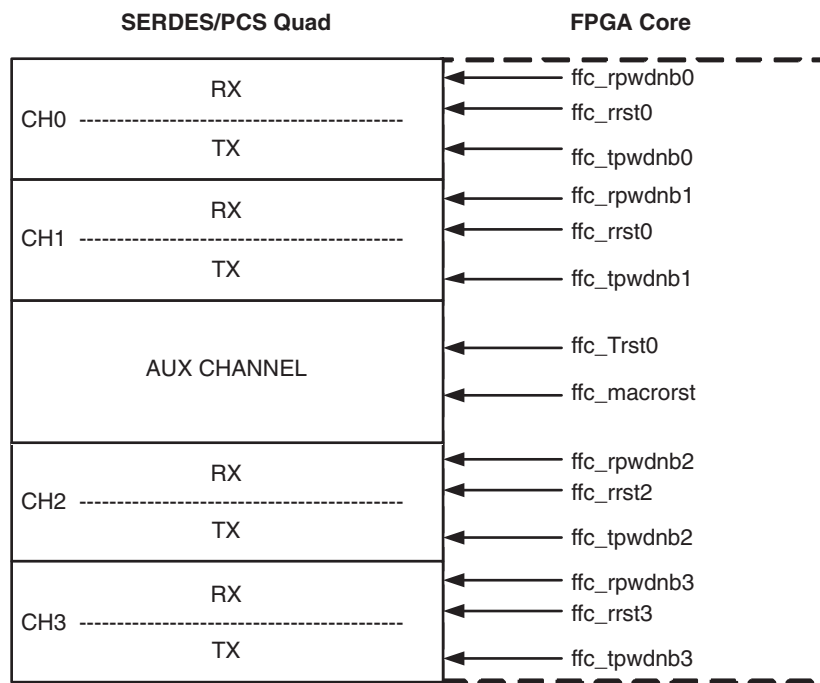 SERDES/PCS Quad FPGA Core
RX
CH0
TX
ffc_rpwdnb0
ffc_rrst0
ffc_tpwdnb0
RX
CH1
TX
ffc_rpwdnb1
ffc_rrst0
ffc_tpwdnb1
AUX CHANNEL
ffc_Trst0
ffc_macrorst
RX
CH2
TX
ffc_rpwdnb2
ffc_rrst2
ffc_tpwdnb2
RX
CH3
TX
ffc_rpwdnb3
ffc_rrst3
ffc_tpwdnb3